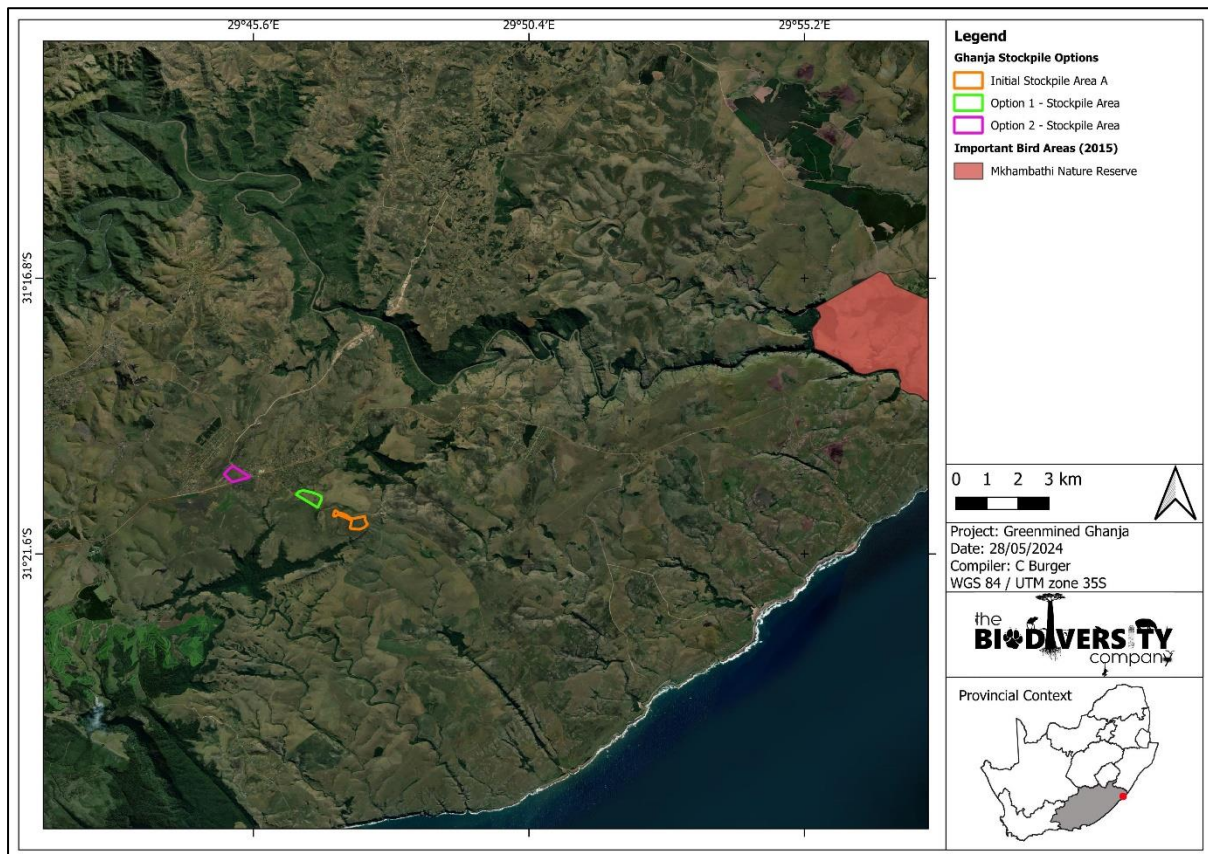 29°45.6'E
29°50.4'E
29°55.2'E
31°16.8'S
31°21.6'S
Legend
Ghanja Stockpile Options
Initial Stockpile Area A
Option 1 - Stockpile Area
Option 2 - Stockpile Area
Important Bird Areas (2015)
Mkhambathi Nature Reserve
0 1 2 3 km
Project: Greenmined Ghanja
Date: 28/05/2024
Compiler: C Burger
WGS 84 / UTM zone 35S
the
BIODIVERSITY
company
Provincial Context